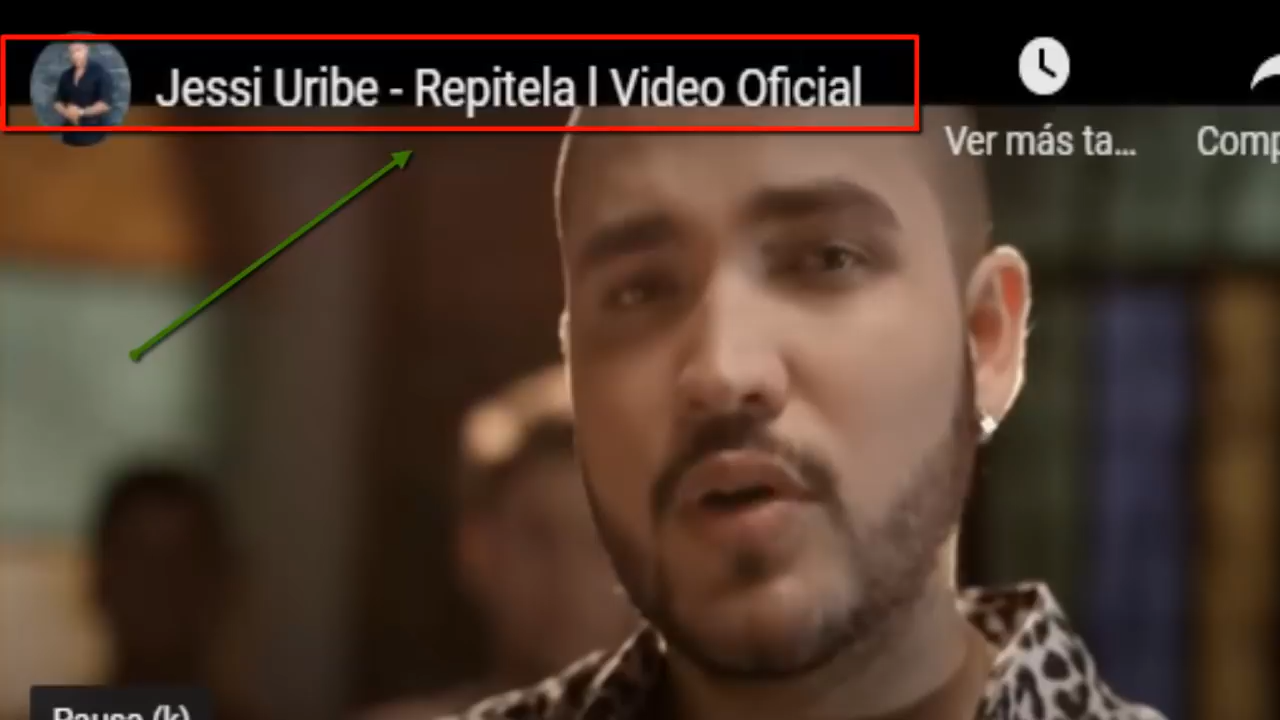 Jessi Uribe - Repitela l Video Oficial
Ver más ta...
Comp
Pausa (k)